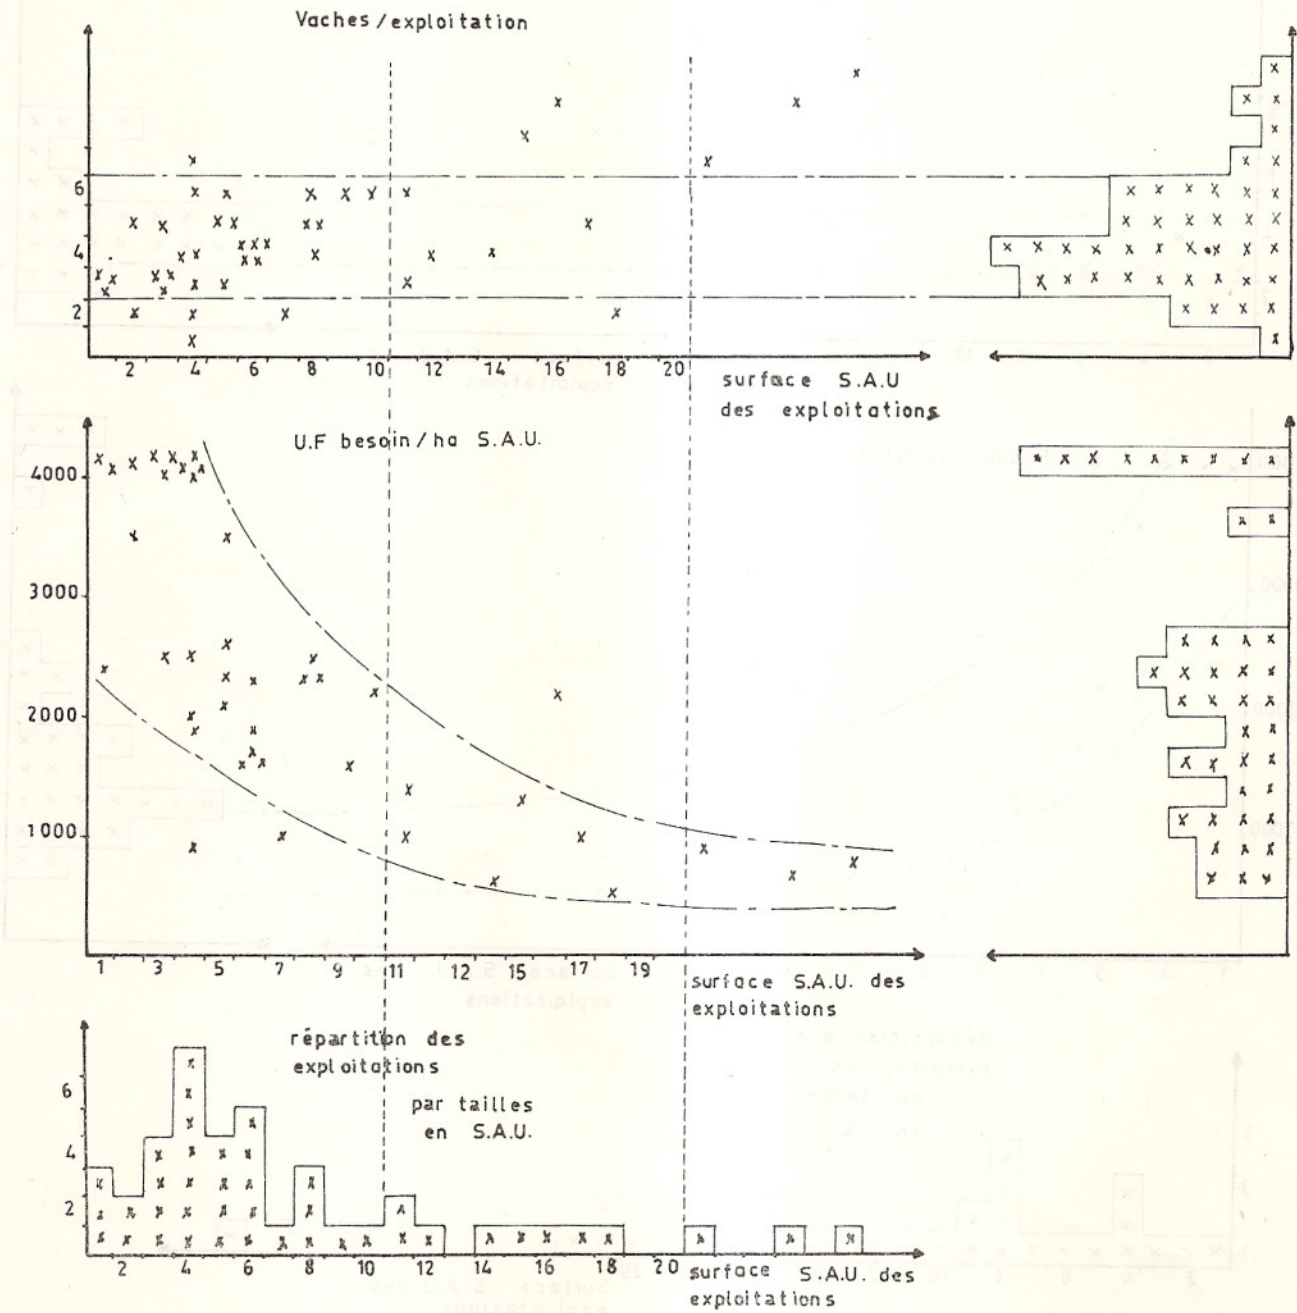 Vaches/exploitation
6
4
2
2 4 6 8 10 12 14 16 18 20
surface S.A.U
des exploitations
U.F besoin/ha S.A.U.
4000
3000
2000
1000
1 3 5 7 9 11 12 15 17 19
surface S.A.U. des
exploitations
répartition des
exploitations
par tailles
en S.A.U.
6
4
2
2 4 6 8 10 12 14 16 18 20
surface S.A.U. des
exploitations